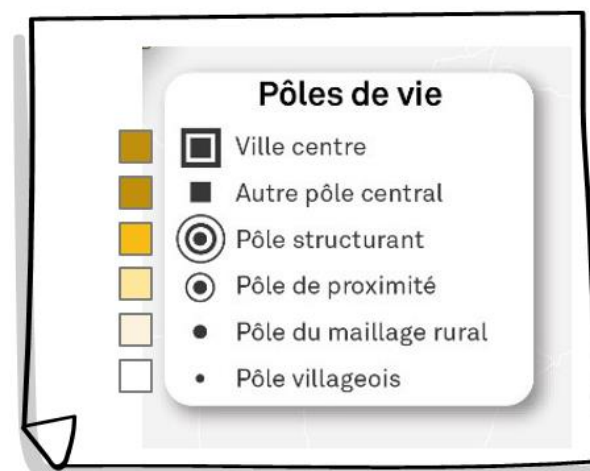 Pôles de vie
Ville centre
Autre pôle central
Pôle structurant
Pôle de proximité
Pôle du maillage rural
Pôle villageois